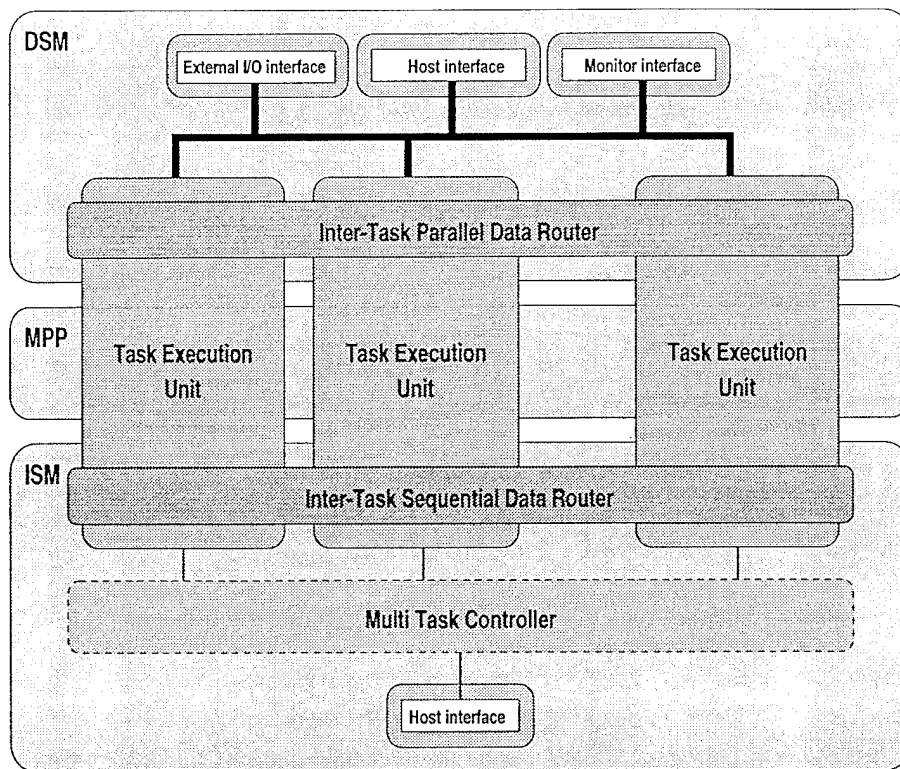 DSM
External I/O interface
Host interface
Monitor interface
Inter-Task Parallel Data Router
MPP
Task Execution
Unit
Task Execution
Unit
Task Execution
Unit
ISM
Inter-Task Sequential Data Router
Multi Task Controller
Host interface